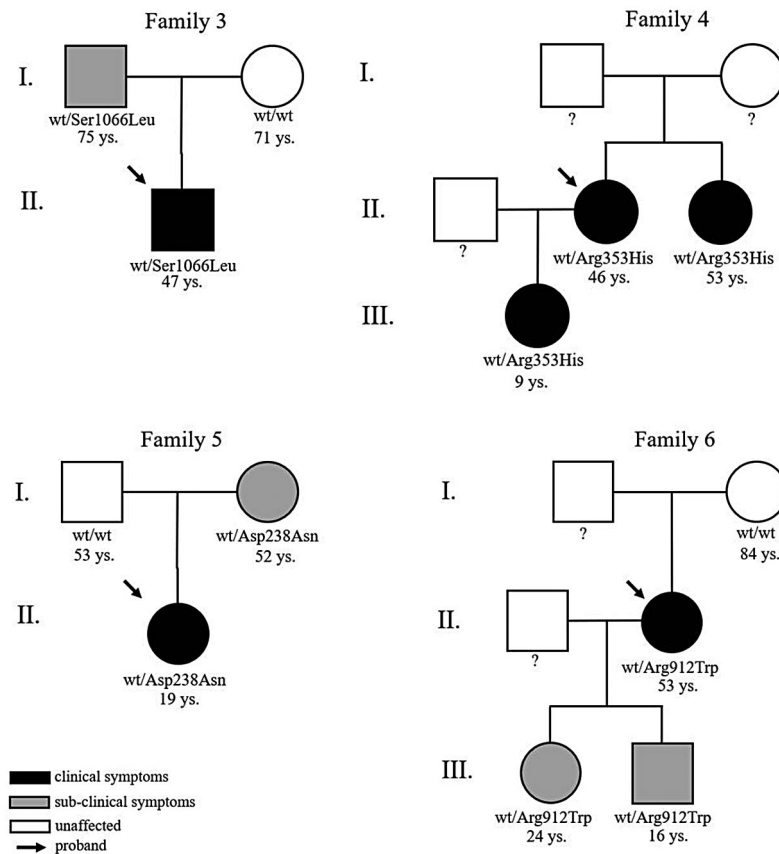 Family 3
I.
wt/Ser1066Leu
75 ys.
wt/wt
71 ys.
II.
wt/Ser1066Leu
47 ys.
Family 4
I.
?
?
II.
?
wt/Arg353His
46 ys.
wt/Arg353His
53 ys.
III.
wt/Arg353His
9 ys.
Family 5
I.
wt/wt
53 ys.
wt/Asp238Asn
52 ys.
II.
wt/Asp238Asn
19 ys.
Family 6
I.
?
wt/wt
84 ys.
II.
?
wt/Arg912Trp
53 ys.
III.
wt/Arg912Trp
24 ys.
wt/Arg912Trp
16 ys.
clinical symptoms
sub-clinical symptoms
unaffected
proband